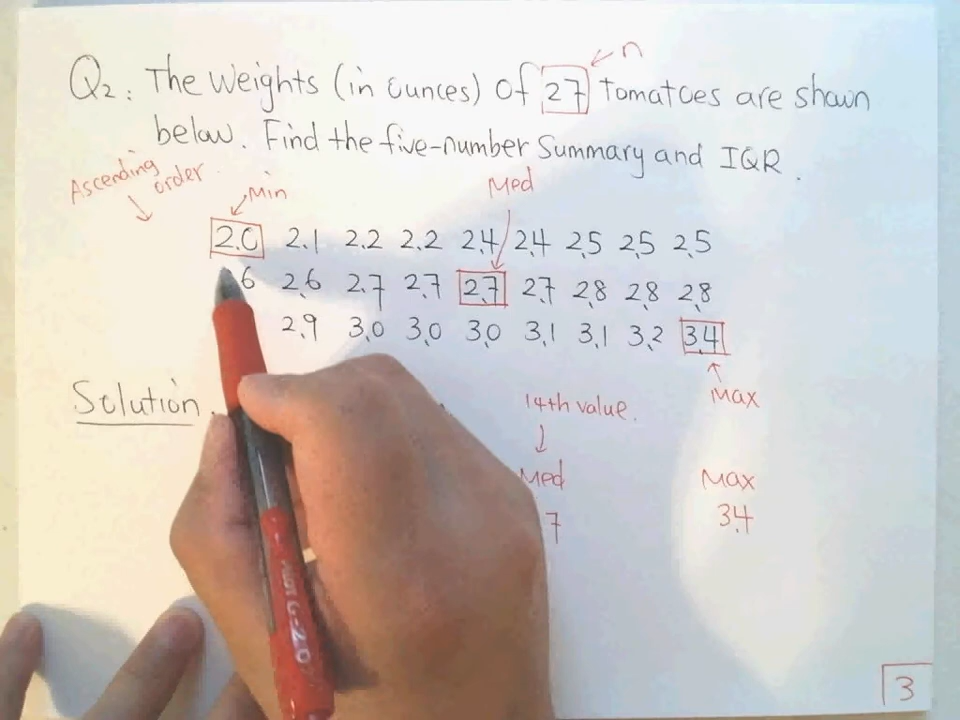 n
Q2: The Weights (in ounces) of 27 tomatoes are shown
below. Find the five-number Summary and IQR.
Ascending order
Min
Med
2.0 2.1 2.2 2.2 2.4 2.4 2.5 2.5 2.5
6 2.6 2.7 2.7 2.7 2.7 2.8 2.8 2.8
2.9 3.0 3.0 3.0 3.1 3.1 3.2 3.4
Max
Solution.
14th value.
Med Max
7 3.4
3